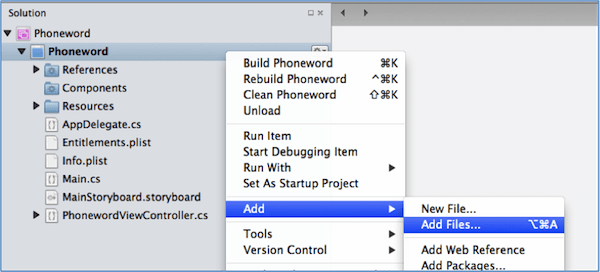 Solution
Phoneword
Phoneword
References
Components
Resources
AppDelegate.cs
Entitlements.plist
Info.plist
Main.cs
MainStoryboard.storyboard
PhonewordViewController.cs
Build Phoneword ⌘K
Rebuild Phoneword ^⌘K
Clean Phoneword ⇧⌘K
Unload
Run Item
Start Debugging Item
Run With
Set As Startup Project
Add
Tools
Version Control
New File...
Add Files... ⌥⌘A
Add Web Reference
Add Packages...